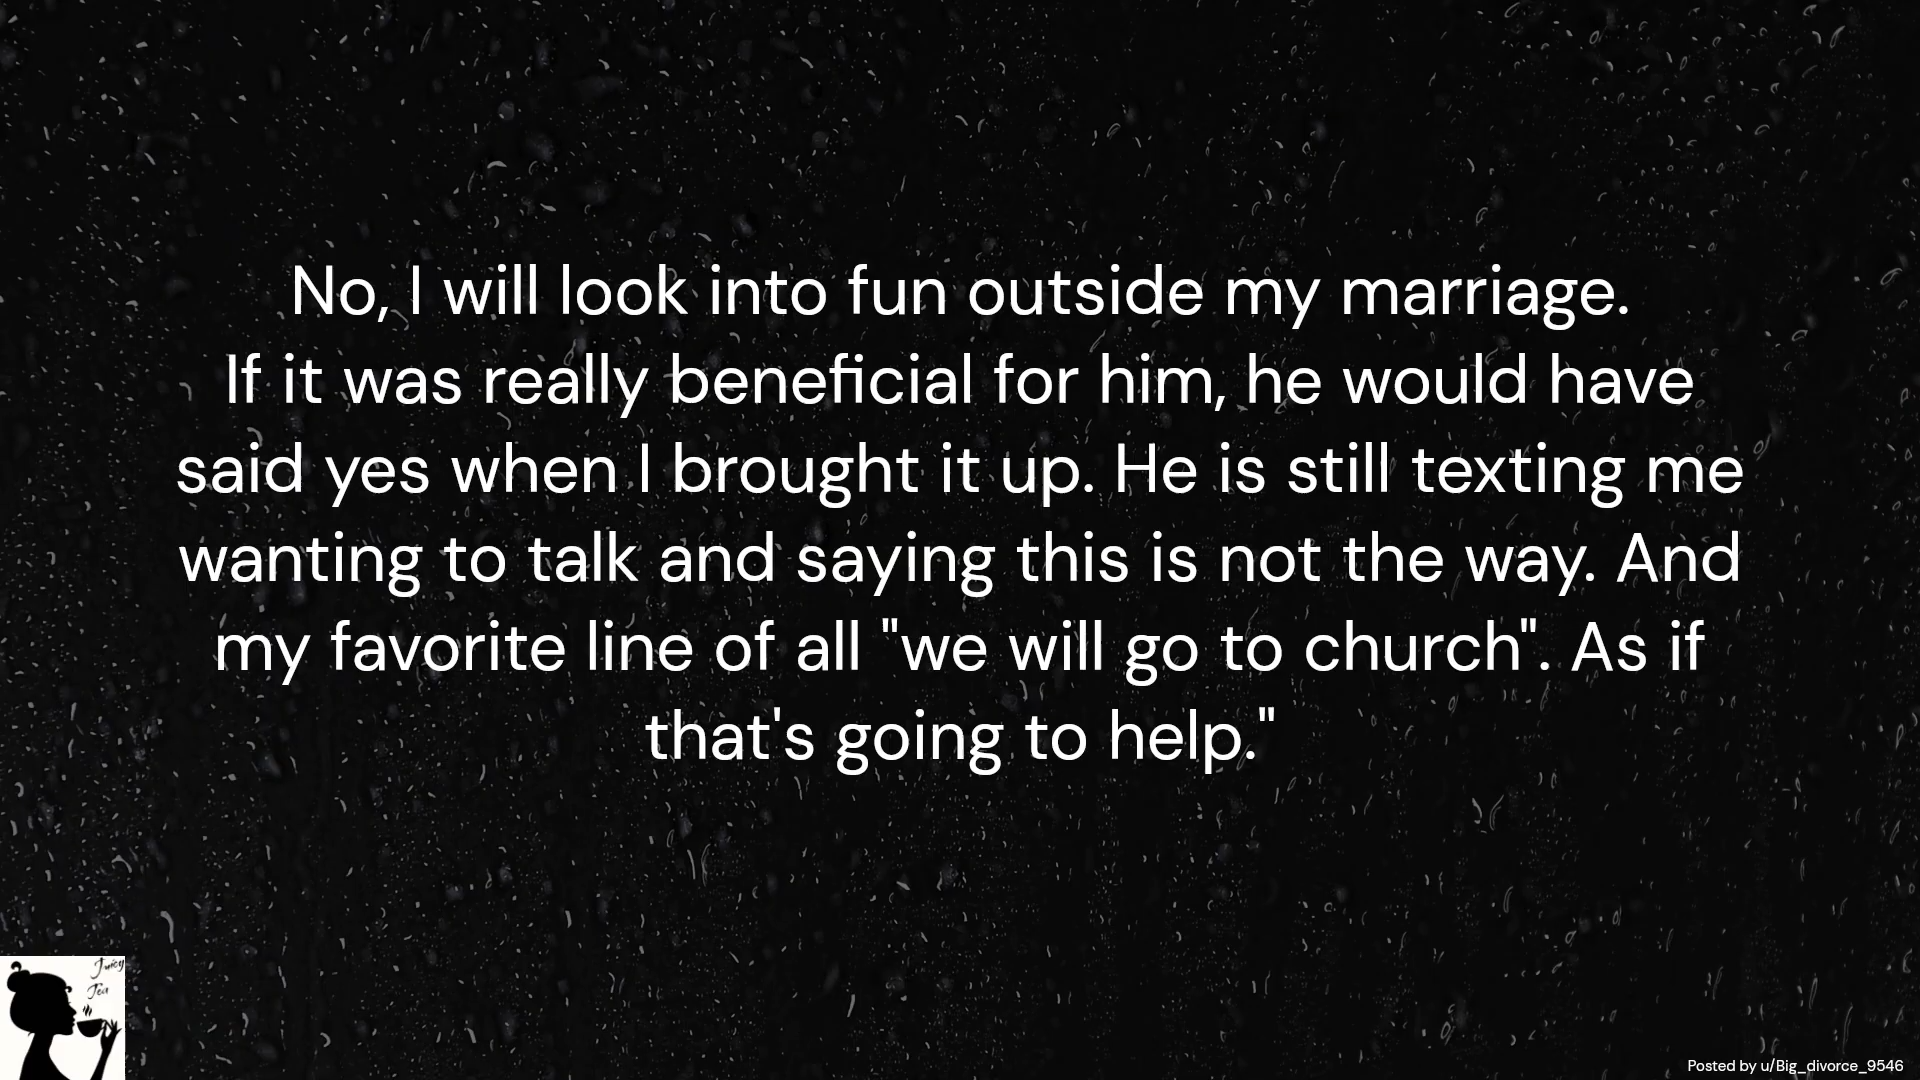 No, I will look into fun outside my marriage.
If it was really beneficial for him, he would have
said yes when I brought it up. He is still texting me
wanting to talk and saying this is not the way. And
my favorite line of all "we will go to church". As if
that's going to help."
Juicy
Tea
Posted by u/Big_divorce_9546